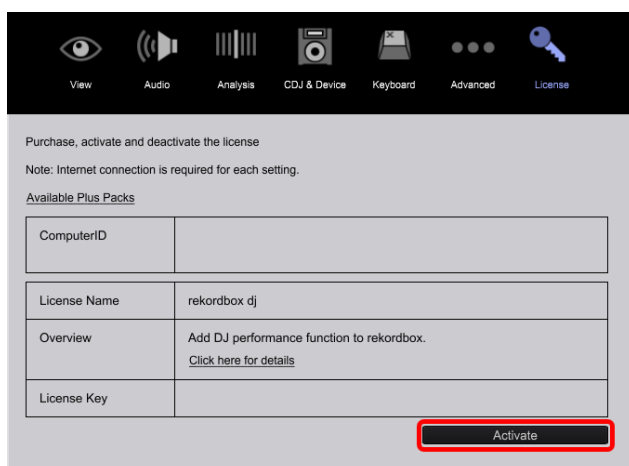 View Audio Analysis CDJ & Device Keyboard Advanced License
Purchase, activate and deactivate the license
Note: Internet connection is required for each setting.
Available Plus Packs
ComputerID
License Name rekordbox dj
Overview Add DJ performance function to rekordbox.
Click here for details
License Key
Activate